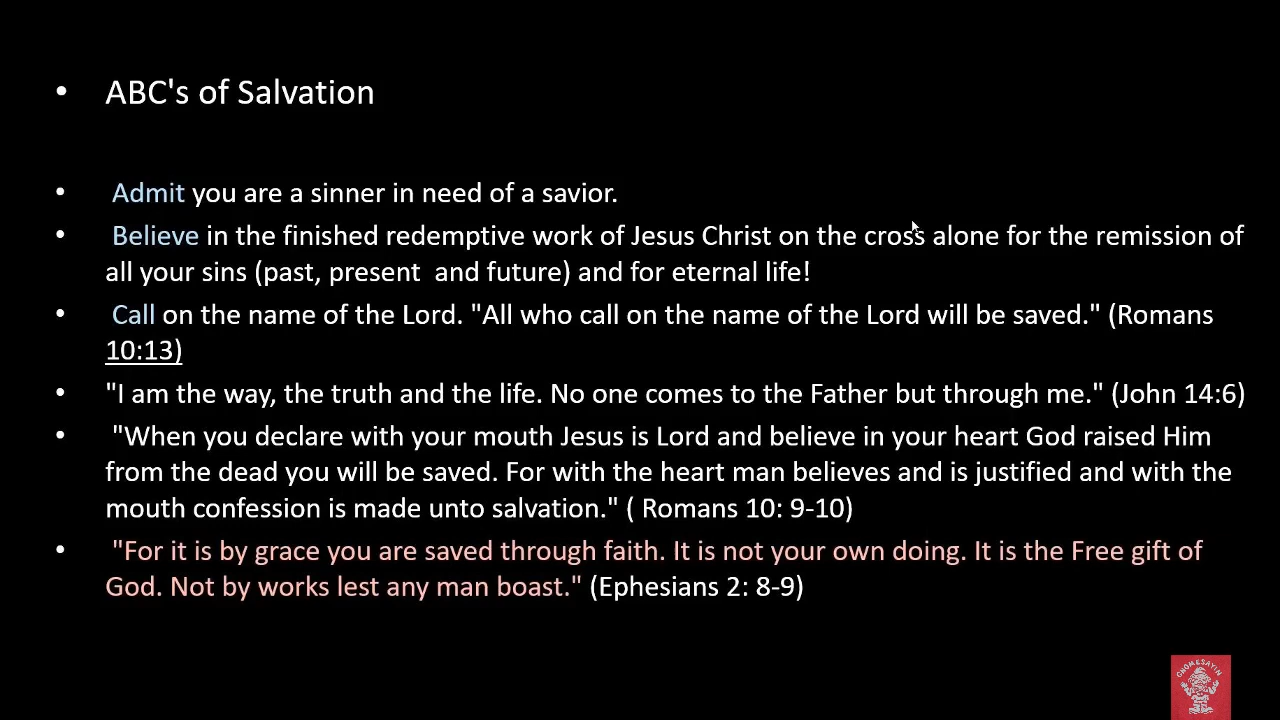 • ABC's of Salvation
• Admit you are a sinner in need of a savior.
• Believe in the finished redemptive work of Jesus Christ on the cross alone for the remission of
all your sins (past, present and future) and for eternal life!
• Call on the name of the Lord. "All who call on the name of the Lord will be saved." (Romans
10:13)
• "I am the way, the truth and the life. No one comes to the Father but through me." (John 14:6)
• "When you declare with your mouth Jesus is Lord and believe in your heart God raised Him
from the dead you will be saved. For with the heart man believes and is justified and with the
mouth confession is made unto salvation." ( Romans 10: 9-10)
• "For it is by grace you are saved through faith. It is not your own doing. It is the Free gift of
God. Not by works lest any man boast." (Ephesians 2: 8-9)
GNOMESAYIN